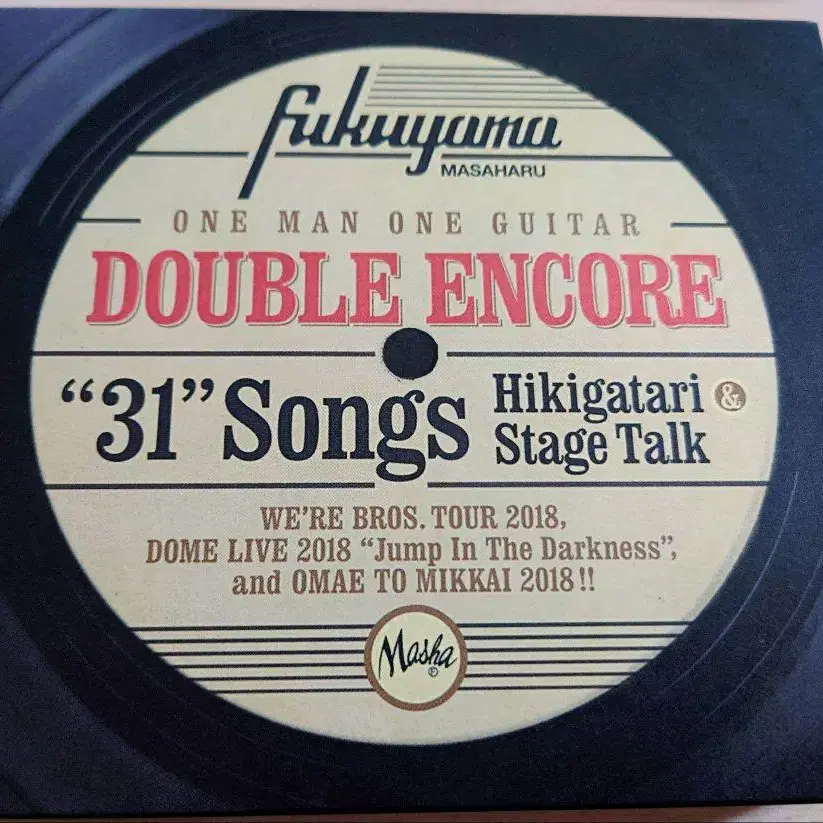 fukuyama
MASAHARU
ONE MAN ONE GUITAR
DOUBLE ENCORE
“31” Songs Hikigatari &
Stage Talk
WE'RE BROS. TOUR 2018,
DOME LIVE 2018 “Jump In The Darkness”,
and OMAE TO MIKKAI 2018!!
Masha
F